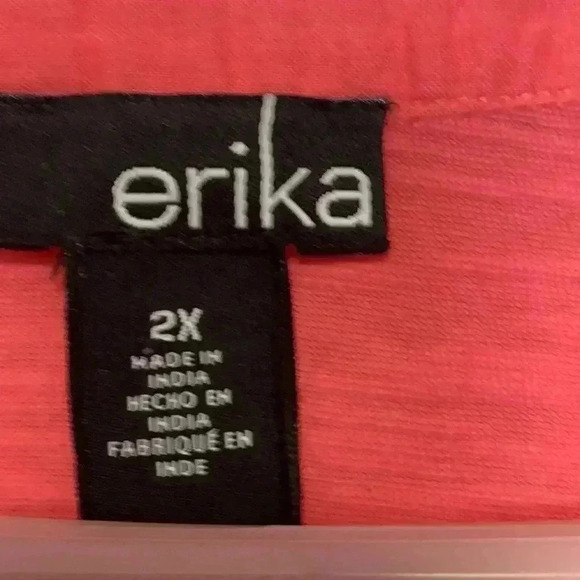 erika
2X
MADE IN
INDIA
HECHO EN
INDIA
FABRIQUÉ EN
INDE